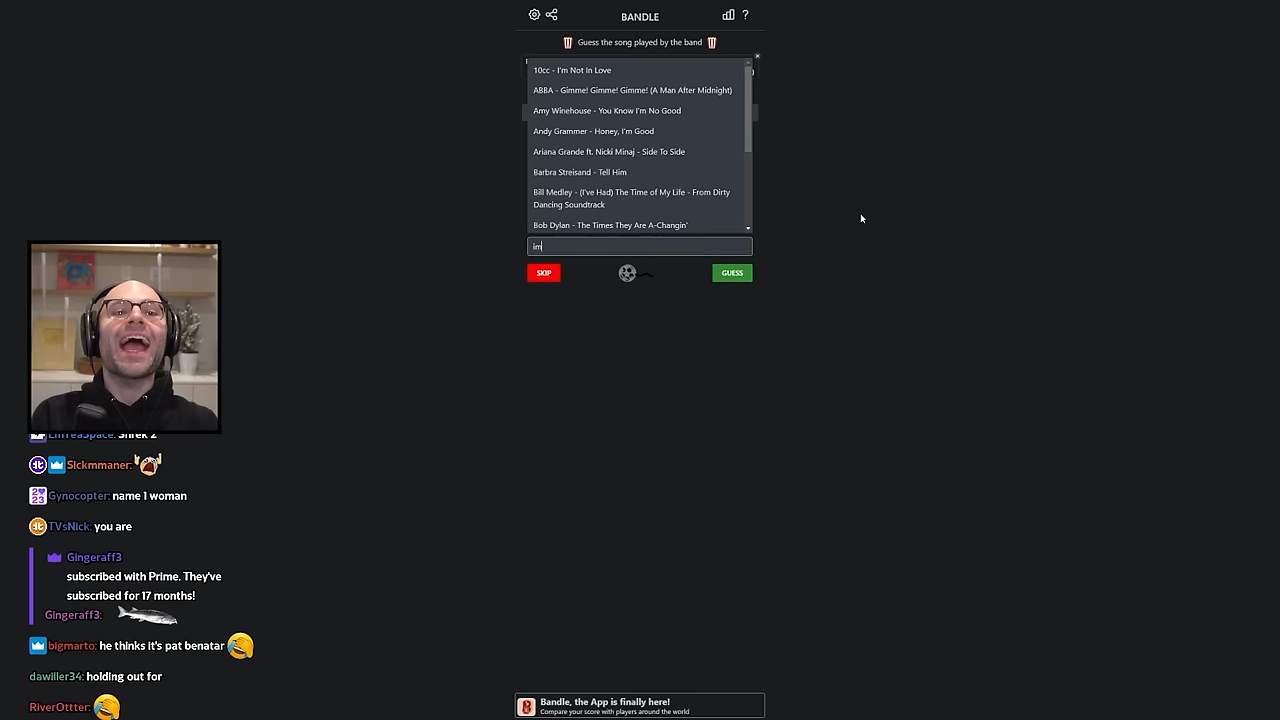 BANDLE
?
Guess the song played by the band
10cc - I'm Not In Love
ABBA - Gimme! Gimme! Gimme! (A Man After Midnight)
Amy Winehouse - You Know I'm No Good
Andy Grammer - Honey, I'm Good
Ariana Grande ft. Nicki Minaj - Side To Side
Barbra Streisand - Tell Him
Bill Medley - (I've Had) The Time of My Life - From Dirty
Dancing Soundtrack
Bob Dylan - The Times They Are A-Changin'
im
SKIP
GUESS
Shrek 2
Sickmmaner:
Gynocopter: name 1 woman
TVsNick: you are
Gingeraff3
subscribed with Prime. They've
subscribed for 17 months!
Gingeraff3:
bigmarto: he thinks it's pat benatar
dawiller34: holding out for
RiverOttter:
Bandle, the App is finally here!
Compare your score with players around the world